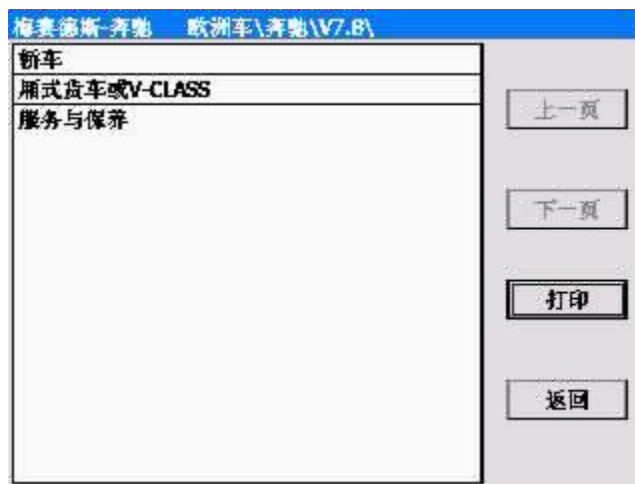 梅赛德斯-奔驰 欧洲车\奔驰\V7.8\
轿车
厢式货车或V-CLASS
服务与保养
上一页
下一页
打印
返回